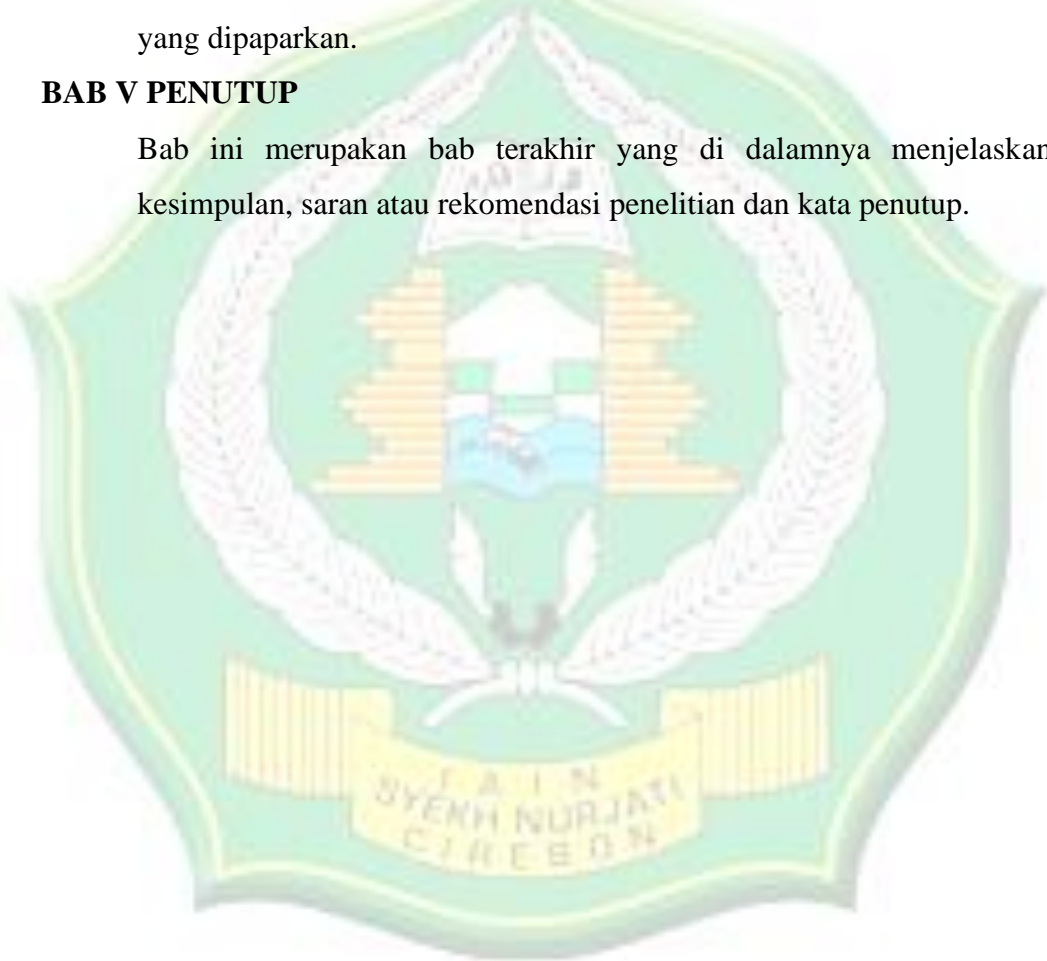 yang dipaparkan.
BAB V PENUTUP
Bab ini merupakan bab terakhir yang di dalamnya menjelaskan
kesimpulan, saran atau rekomendasi penelitian dan kata penutup.
IAIN
SYEKH NURJATI
CIREBON